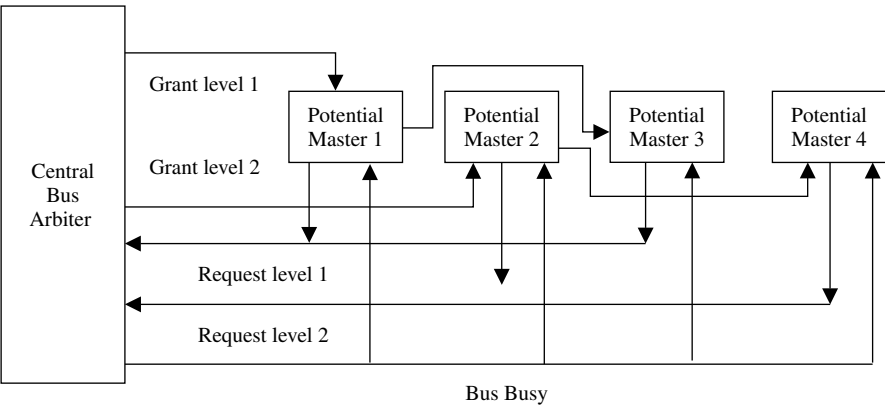 Grant level 1
Potential
Master 1
Potential
Master 2
Potential
Master 3
Potential
Master 4
Grant level 2
Central
Bus
Arbiter
Request level 1
Request level 2
Bus Busy